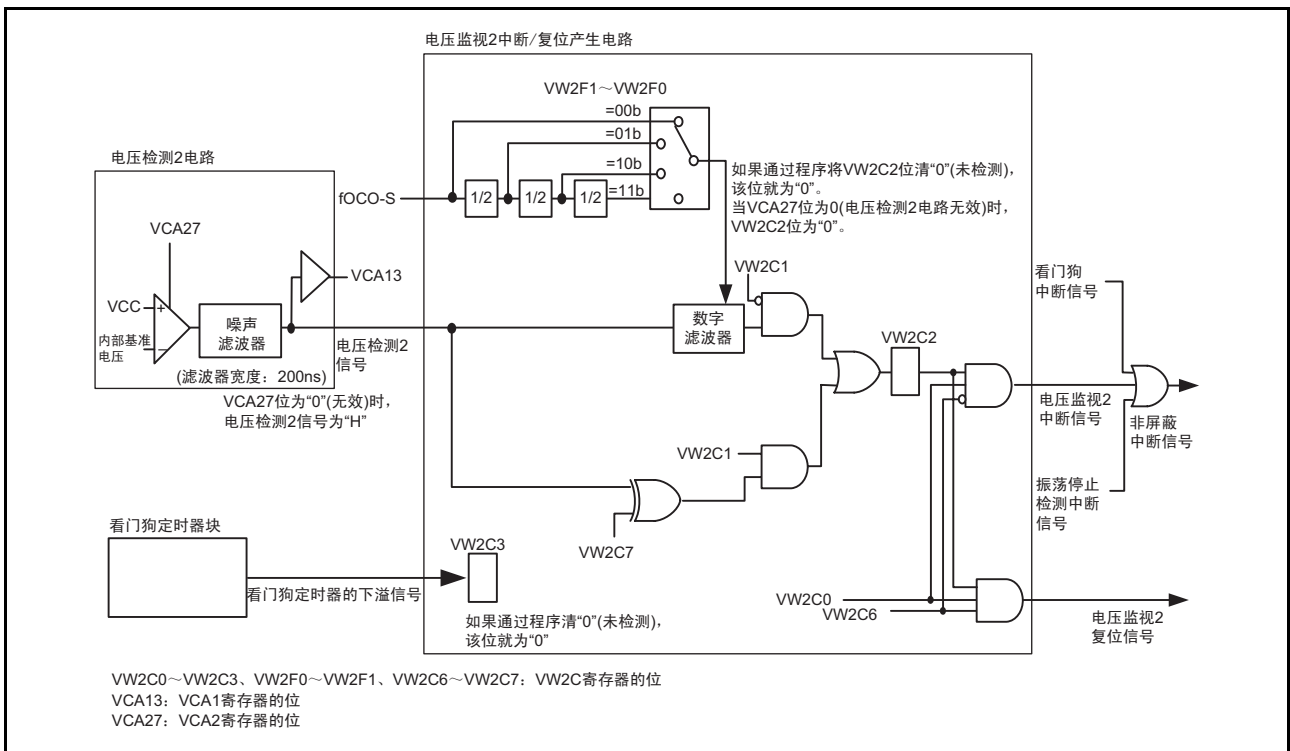 电压监视2中断/复位产生电路
VW2F1～VW2F0
=00b
=01b
=10b
=11b
fOCO-S
1/2
1/2
1/2
如果通过程序将VW2C2位清“0”(未检测)，
该位就为“0”。
当VCA27位为0(电压检测2电路无效)时，
VW2C2位为“0”。
电压检测2电路
VCA27
VCA13
VCC
+
内部基准
电压
−
噪声
滤波器
(滤波器宽度：200ns)
电压检测2
信号
VCA27位为“0”(无效)时，
电压检测2信号为“H”
VW2C1
数字
滤波器
VW2C2
看门狗
中断信号
电压监视2
中断信号
非屏蔽
中断信号
振荡停止
检测中断
信号
VW2C1
VW2C7
看门狗定时器块
看门狗定时器的下溢信号
VW2C3
如果通过程序清“0”(未检测)，
该位就为“0”
VW2C0
VW2C6
电压监视2
复位信号
VW2C0～VW2C3、VW2F0～VW2F1、VW2C6～VW2C7：VW2C寄存器的位
VCA13：VCA1寄存器的位
VCA27：VCA2寄存器的位